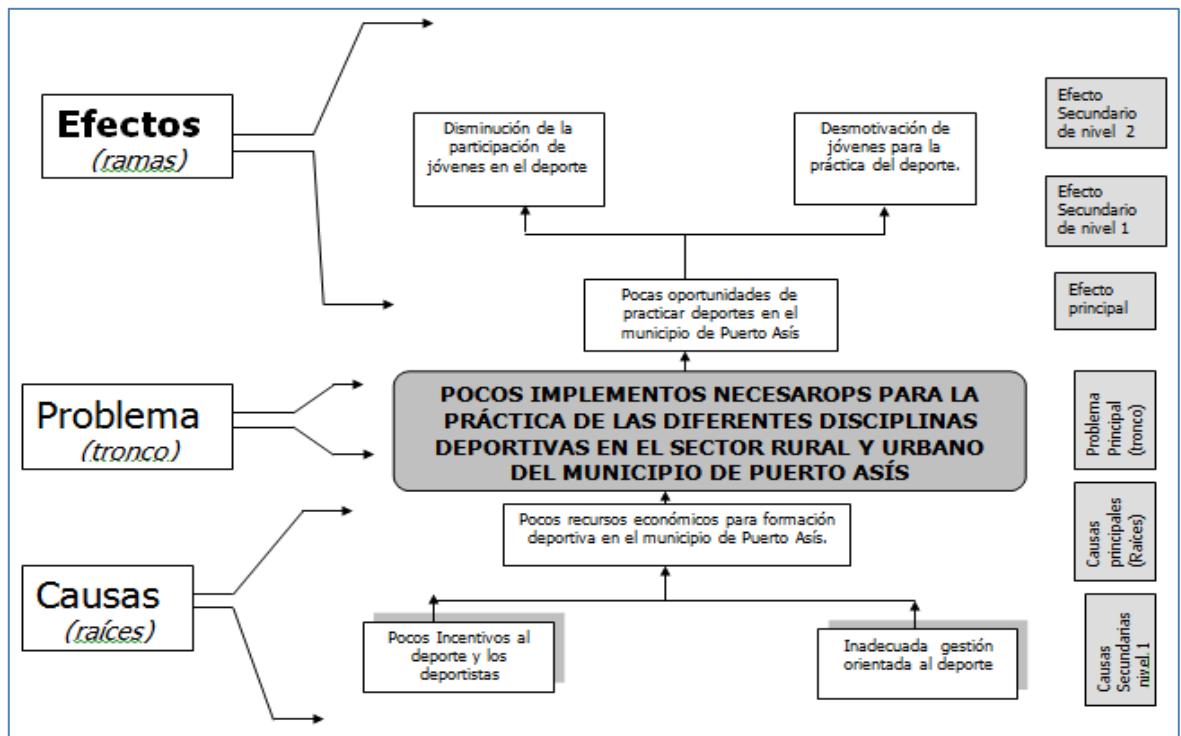 Efectos
(ramas)
Disminución de la
participación de
jóvenes en el deporte
Desmotivación de
jóvenes para la
práctica del deporte.
Efecto
Secundario
de nivel 2
Efecto
Secundario
de nivel 1
Pocas oportunidades de
practicar deportes en el
municipio de Puerto Asís
Efecto
principal
Problema
(tronco)
POCOS IMPLEMENTOS NECESAROPS PARA LA
PRÁCTICA DE LAS DIFERENTES DISCIPLINAS
DEPORTIVAS EN EL SECTOR RURAL Y URBANO
DEL MUNICIPIO DE PUERTO ASÍS
Problema
Principal
(tronco)
Pocos recursos económicos para formación
deportiva en el municipio de Puerto Asís.
Causas
principales
(Raíces)
Causas
(raíces)
Pocos Incentivos al
deporte y los
deportistas
Inadecuada gestión
orientada al deporte
Causas
Secundarias
nivel 1